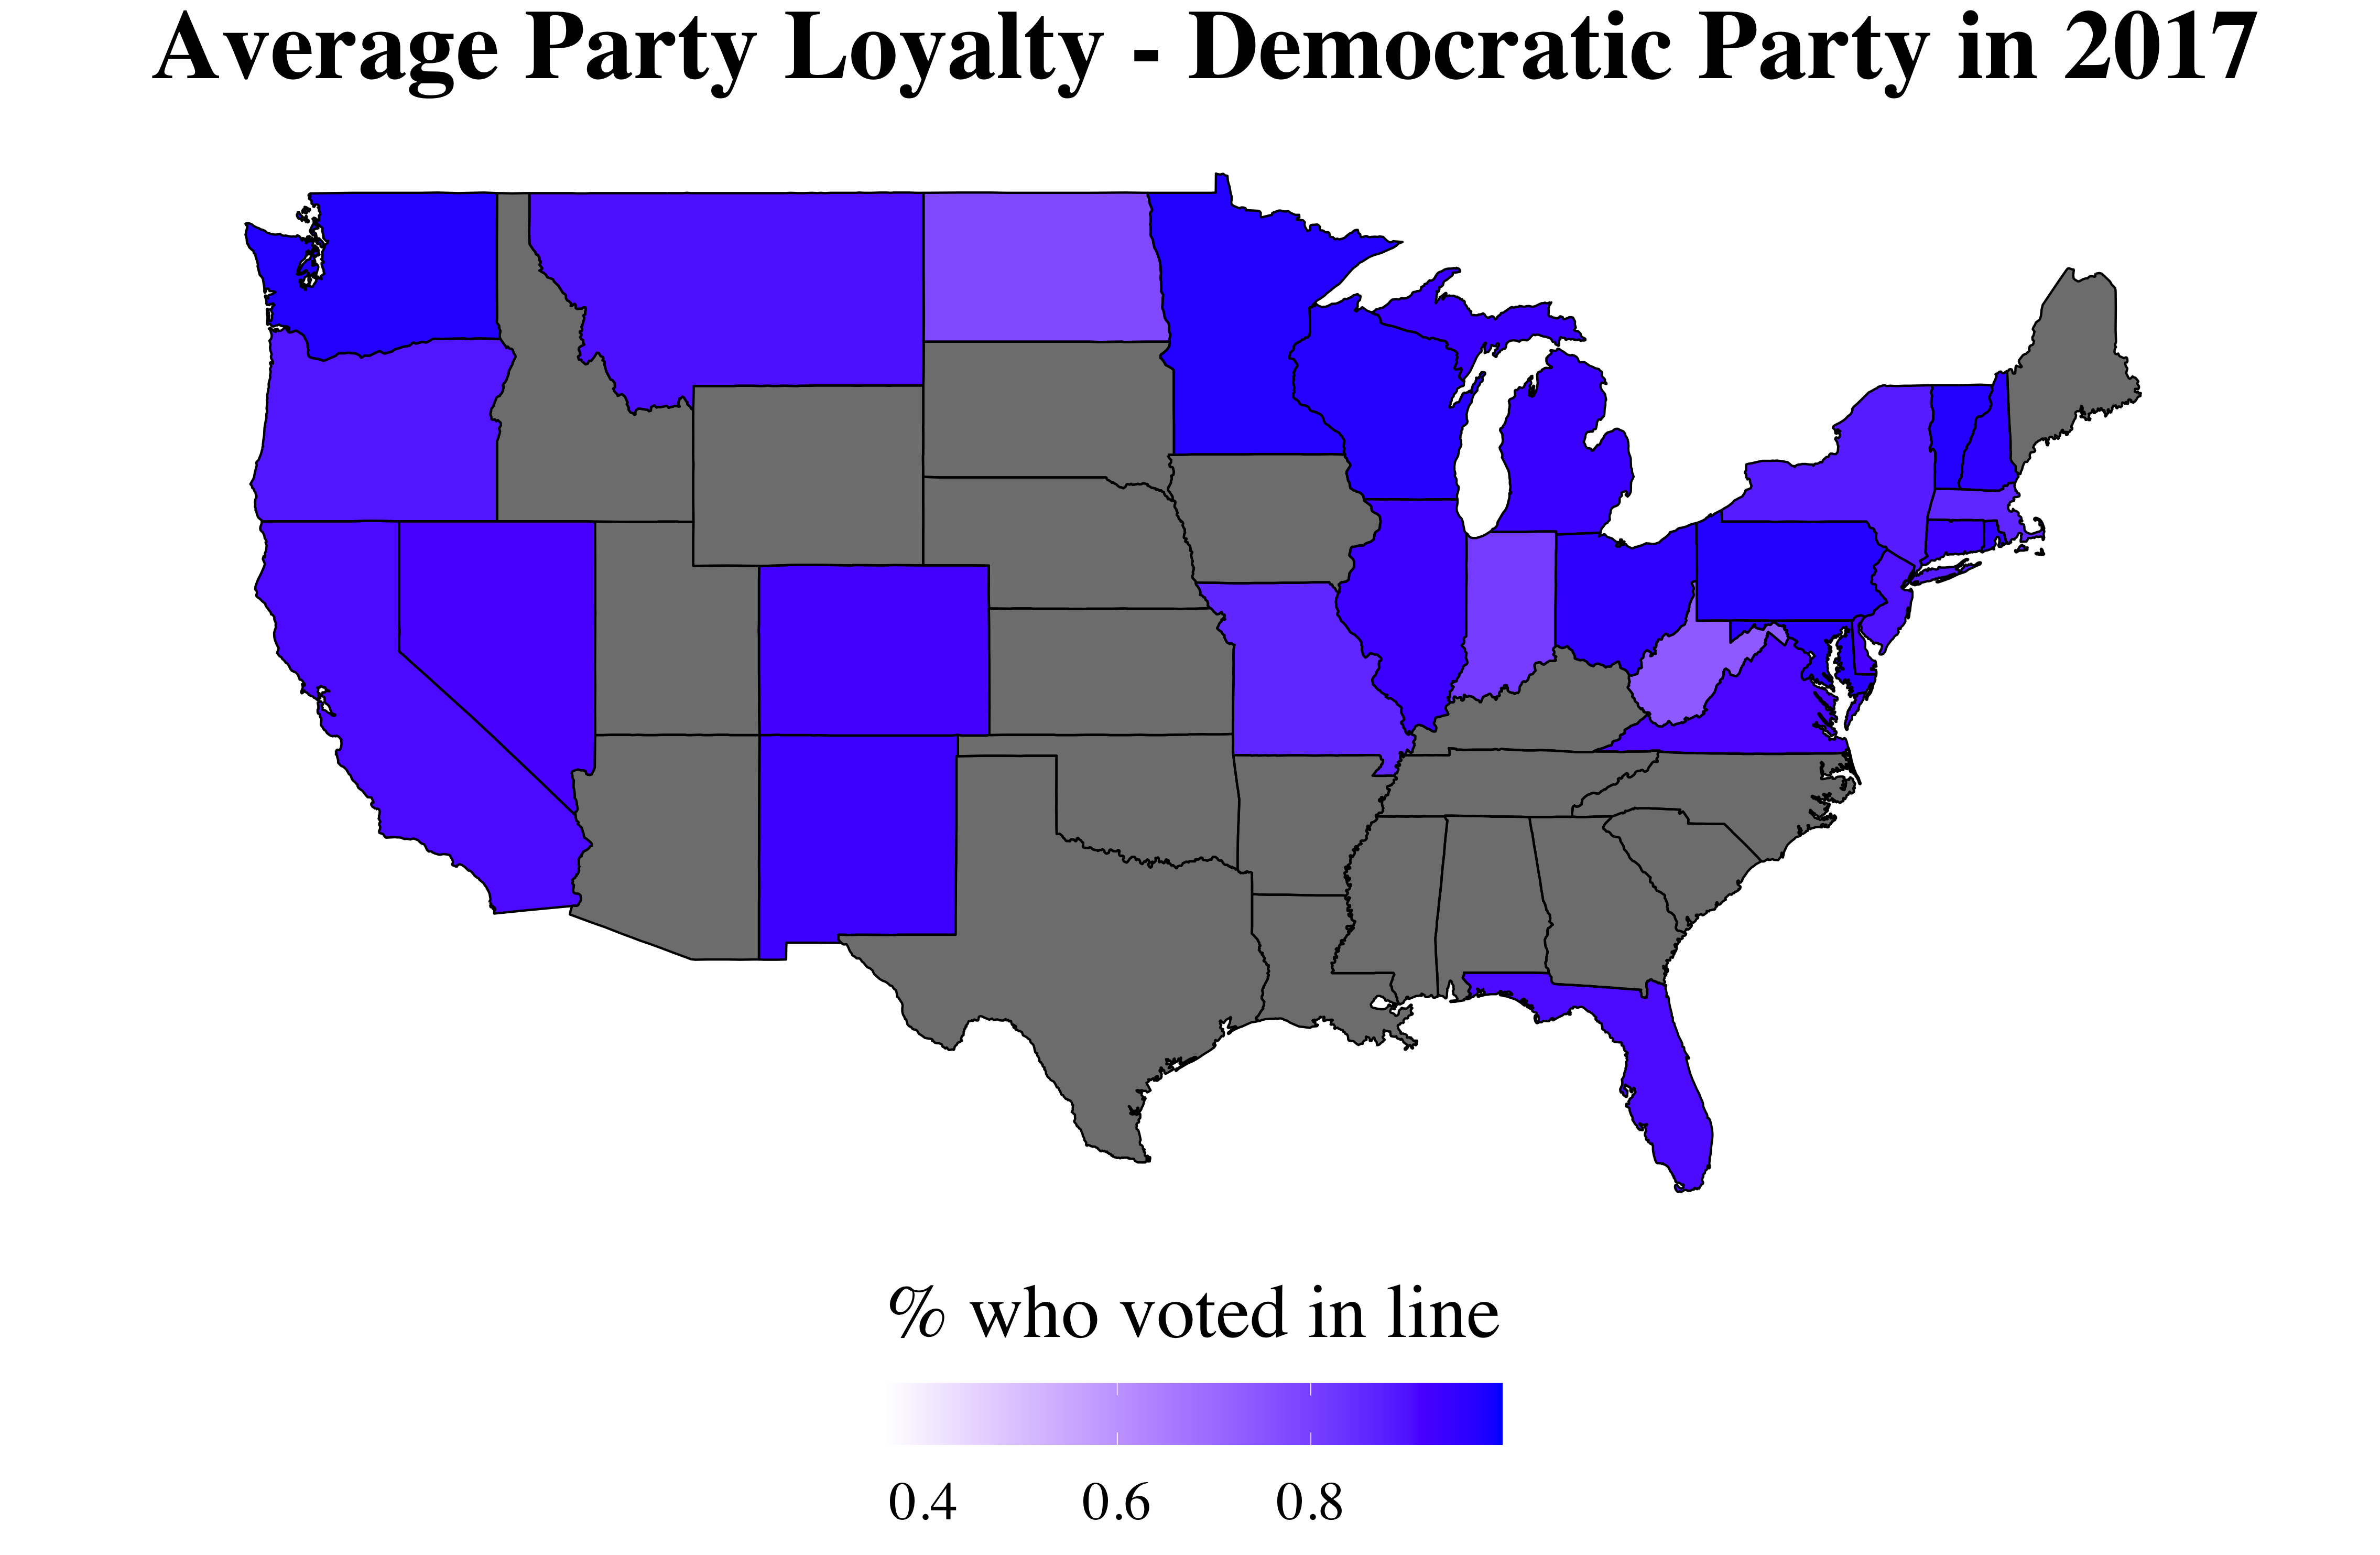 Average Party Loyalty - Democratic Party in 2017
% who voted in line
0.4 0.6 0.8